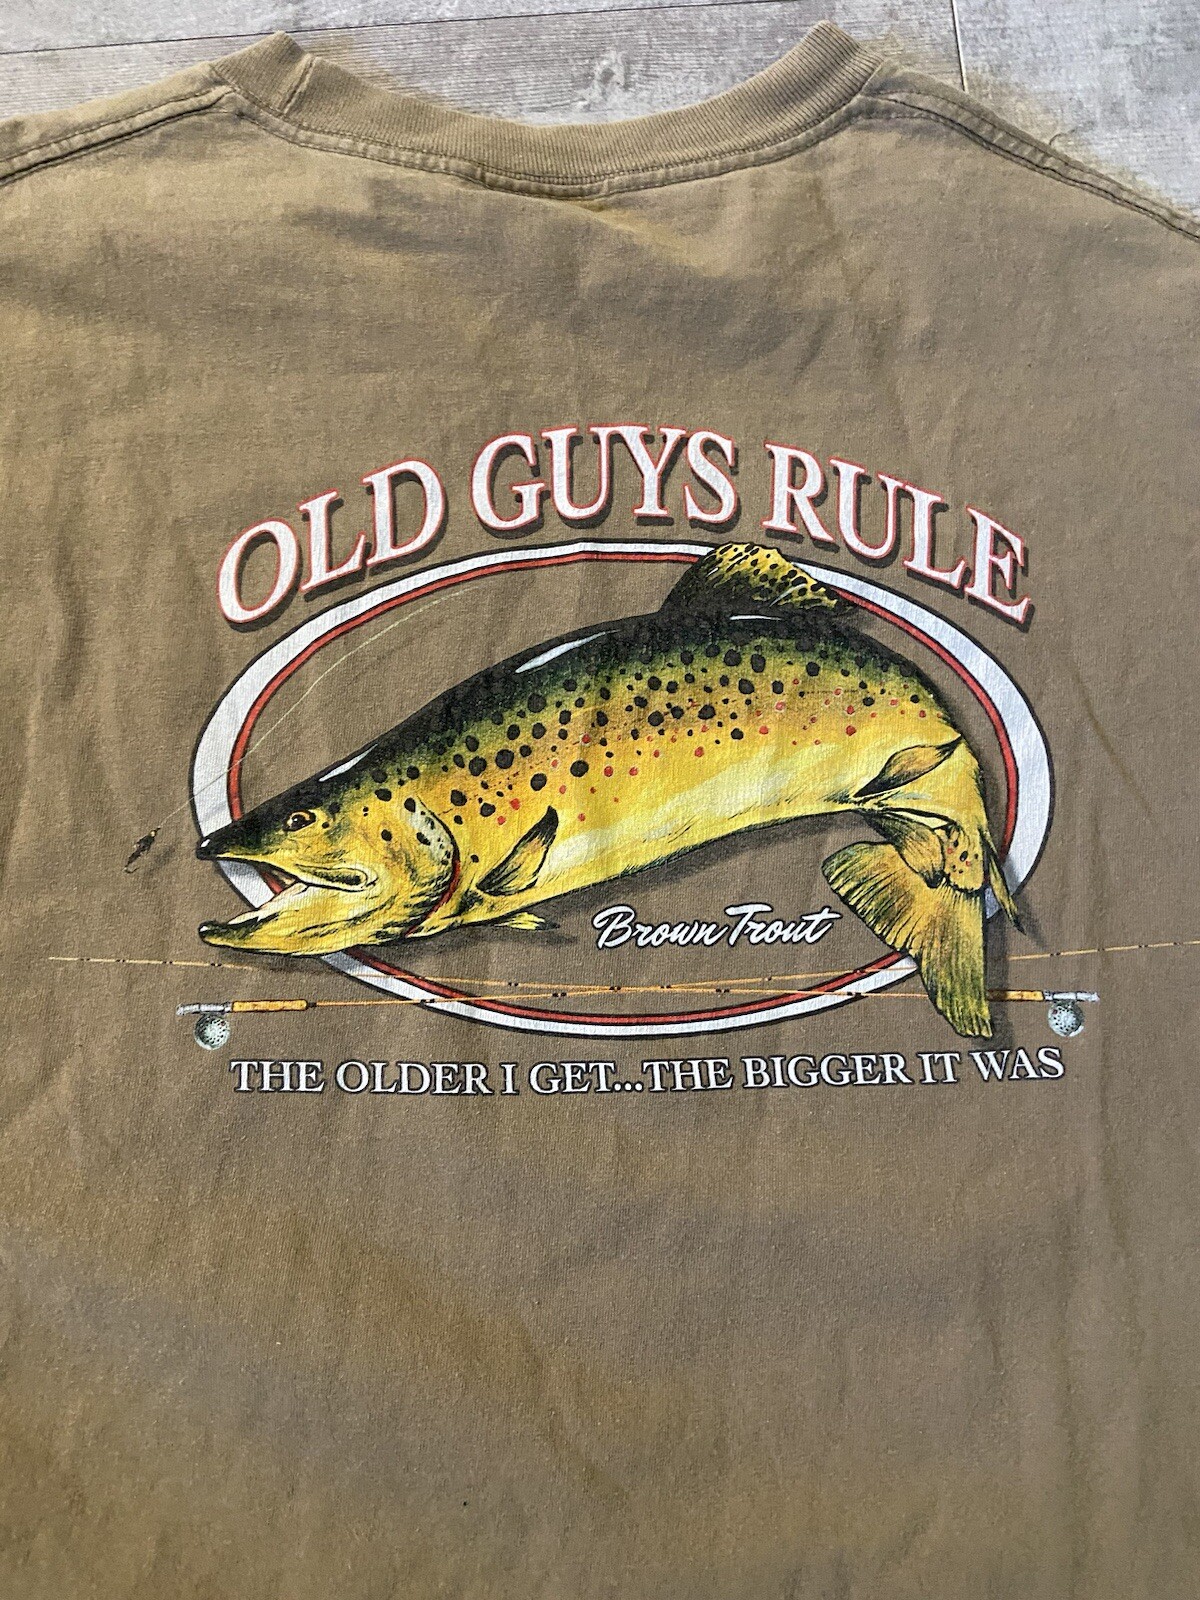 OLD GUYS RULE
Brown Trout
THE OLDER I GET...THE BIGGER IT WAS